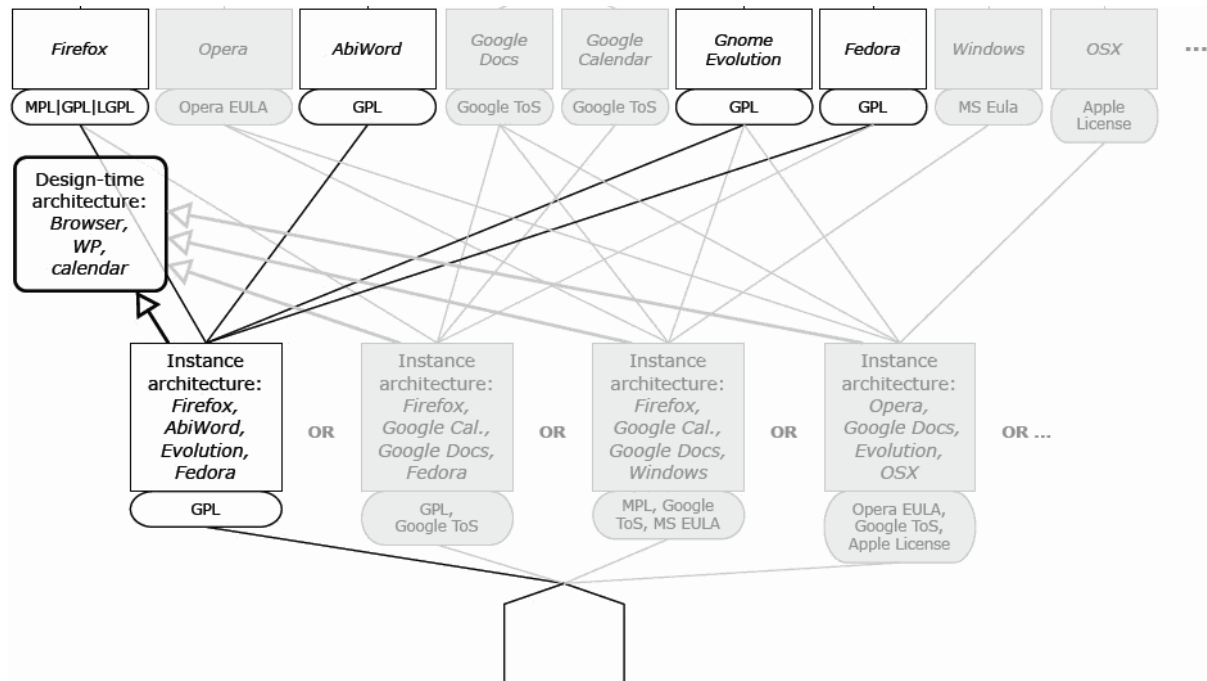 Firefox
Opera
AbiWord
Google
Docs
Google
Calendar
Gnome
Evolution
Fedora
Windows
OSX
...
MPL|GPL|LGPL
Opera EULA
GPL
Google ToS
Google ToS
GPL
GPL
MS Eula
Apple
License
Design-time
architecture:
Browser,
WP,
calendar
Instance
architecture:
Firefox,
AbiWord,
Evolution,
Fedora
GPL
OR
Instance
architecture:
Firefox,
Google Cal.,
Google Docs,
Fedora
GPL,
Google ToS
OR
Instance
architecture:
Firefox,
Google Cal.,
Google Docs,
Windows
MPL, Google
ToS, MS EULA
OR
Instance
architecture:
Opera,
Google Docs,
Evolution,
OSX
Opera EULA,
Google ToS,
Apple License
OR ...